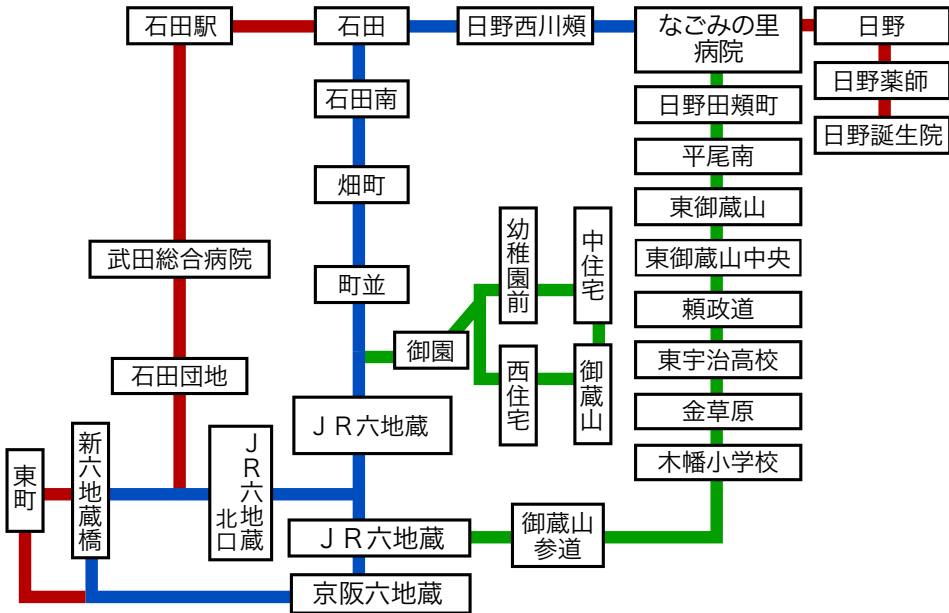 石田駅
石田
日野西川頰
なごみの里
病院
日野
日野薬師
日野誕生院
石田南
日野田頰町
平尾南
畑町
東御蔵山
幼稚園前
中住宅
武田総合病院
東御蔵山中央
町並
頼政道
御園
東宇治高校
石田団地
西住宅
御蔵山
金草原
JR六地蔵
木幡小学校
新六地蔵橋
JR六地蔵
北口
東町
御蔵山
参道
JR六地蔵
京阪六地蔵